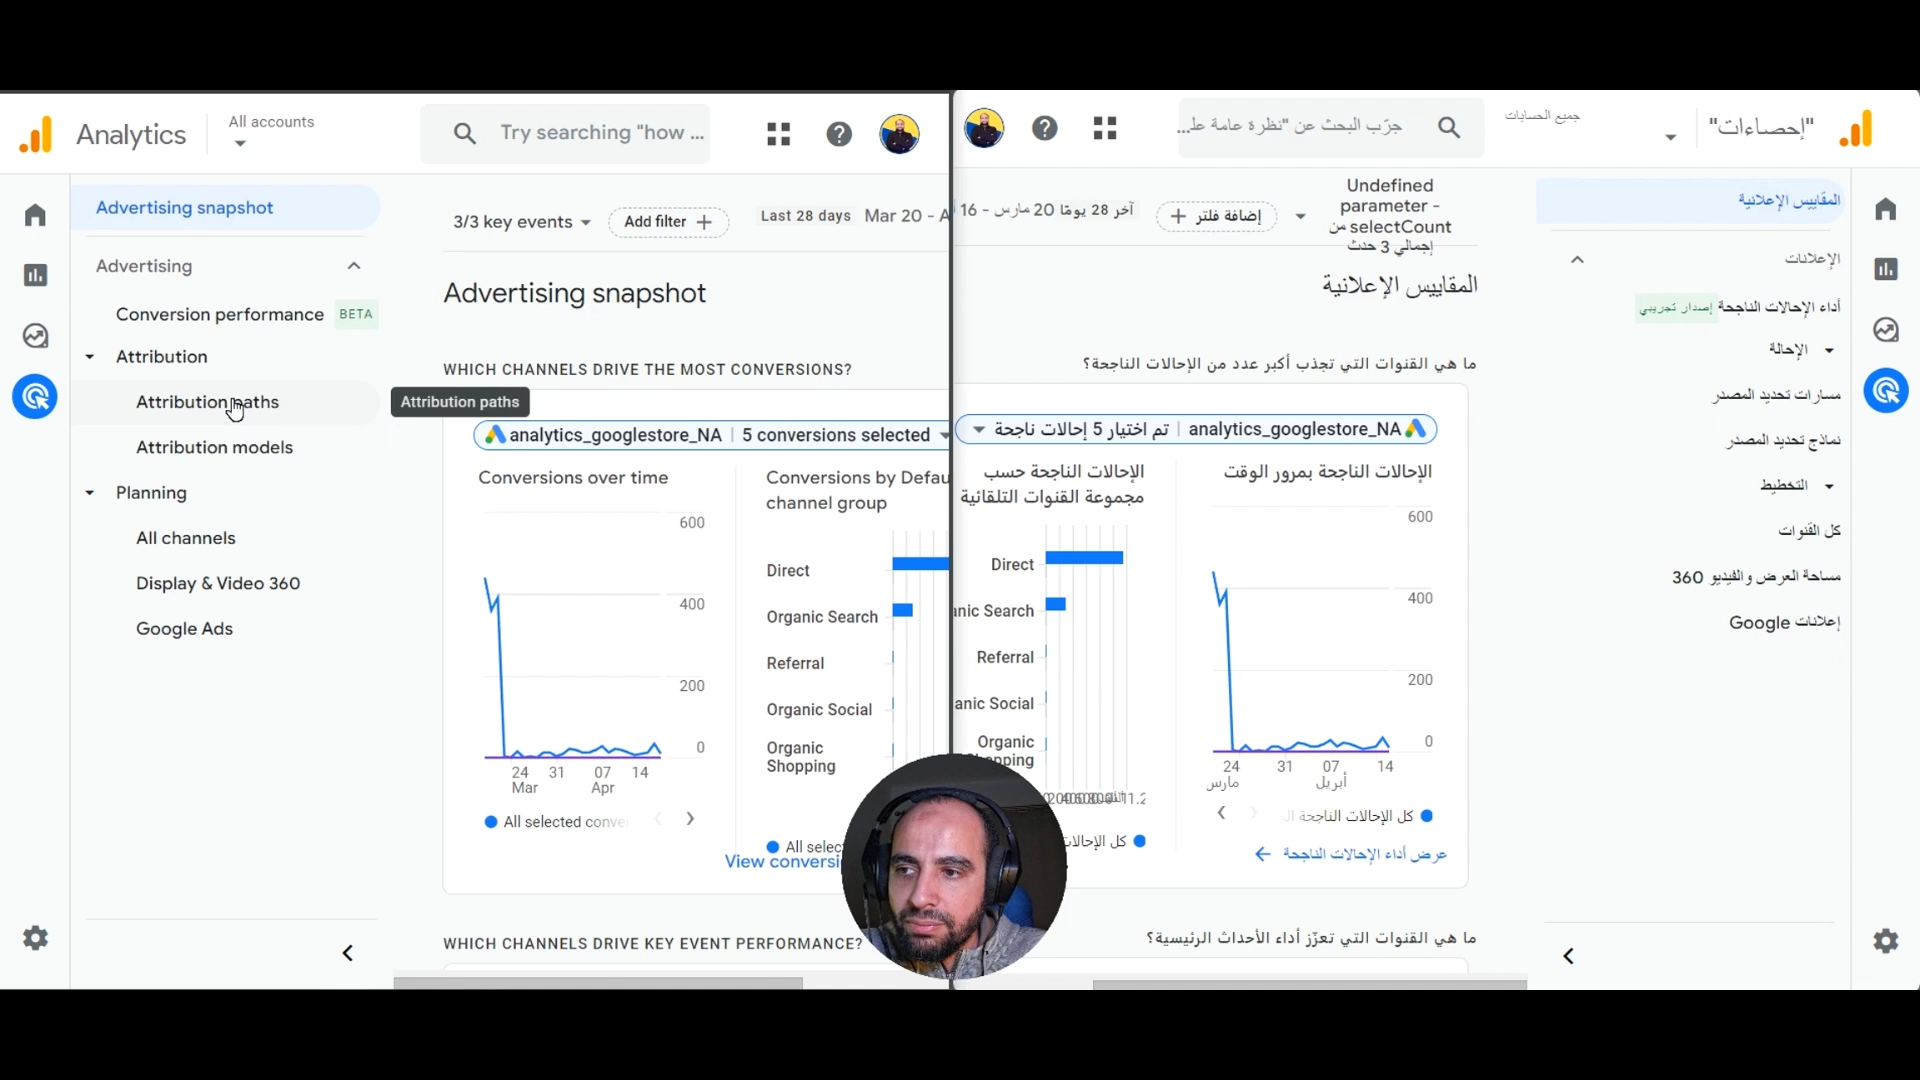 Analytics
All accounts
Try searching "how ...
Advertising snapshot
Advertising
Conversion performance BETA
Attribution
Attribution paths
Attribution models
Planning
All channels
Display & Video 360
Google Ads
Attribution paths
3/3 key events
Add filter +
Last 28 days Mar 20 - A
Advertising snapshot
WHICH CHANNELS DRIVE THE MOST CONVERSIONS?
analytics_googlestore_NA | 5 conversions selected
Conversions over time
600
400
200
0
24 31 07 14
Mar Apr
All selected conver
Conversions by Defau
channel group
Direct
Organic Search
Referral
Organic Social
Organic
Shopping
All selec
View conversi
WHICH CHANNELS DRIVE KEY EVENT PERFORMANCE?
"إحصاءات"
جميع الحسابات
جرّب البحث عن "نظرة عامة عل...
المقاييس الإعلانية
الإعلانات
أداء الإحالات الناجحة إصدار تجريبي
الإحالة
مسارات تحديد المصدر
نماذج تحديد المصدر
التخطيط
كل القنوات
مساحة العرض والفيديو 360
إعلانات Google
Undefined
parameter -
selectCount من
إجمالي 3 حدث
إضافة فلتر +
آخر 28 يومًا 20 مارس - 16
المقاييس الإعلانية
ما هي القنوات التي تجذب أكبر عدد من الإحالات الناجحة؟
analytics_googlestore_NA | تم اختيار 5 إحالات ناجحة
الإحالات الناجحة بمرور الوقت
600
400
200
0
24 31 07 14
مارس أبريل
كل الإحالات الناجحة ال
الإحالات الناجحة حسب
مجموعة القنوات التلقائية
Direct
anic Search
Referral
anic Social
Organic
pping
كل الإحالات
عرض أداء الإحالات الناجحة
ما هي القنوات التي تعزّز أداء الأحداث الرئيسية؟